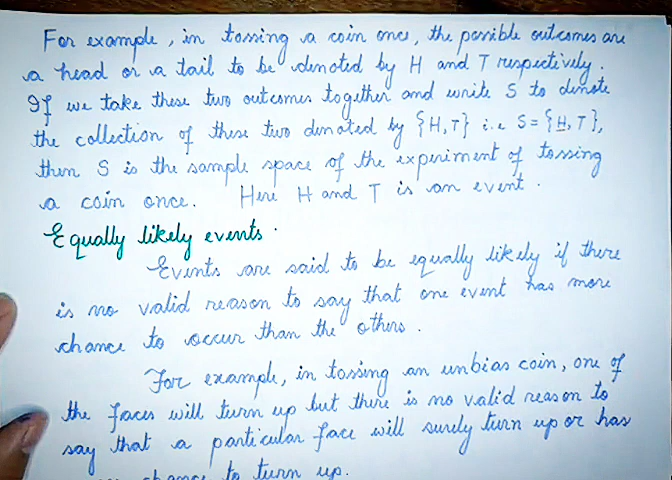 For example, in tossing a coin once, the possible outcomes are
a head or a tail to be denoted by H and T respectively.
If we take these two outcomes together and write S to denote
the collection of these two denoted by {H,T} i.e S={H,T},
then S is the sample space of the experiment of tossing
a coin once. Here H and T is an event.
Equally likely events.
Events are said to be equally likely if there
is no valid reason to say that one event has more
chance to occur than the others.
For example, in tossing an unbias coin, one of
the faces will turn up but there is no valid reason to
say that a particular face will surely turn up or has
chance to turn up.